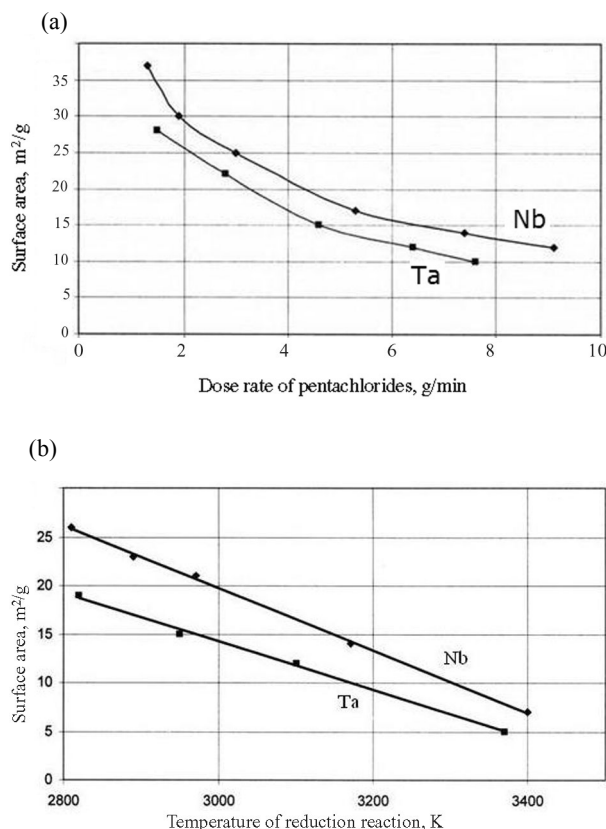 (a)
Surface area, m²/g
35
30
25
20
15
10
5
0
Nb
Ta
0 2 4 6 8 10
Dose rate of pentachlorides, g/min
(b)
Surface area, m²/g
25
20
15
10
5
0
Nb
Ta
2800 3000 3200 3400
Temperature of reduction reaction, K